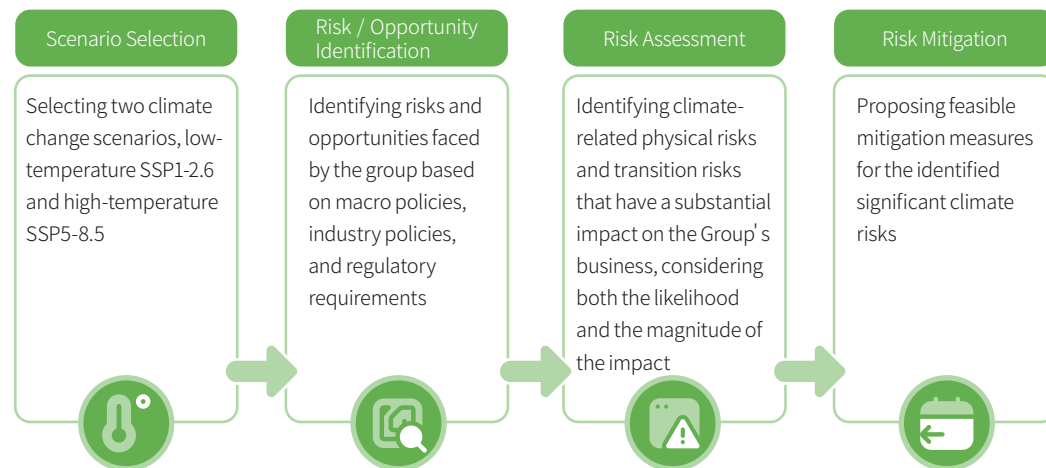 Scenario Selection
Selecting two climate
change scenarios, low-
temperature SSP1-2.6
and high-temperature
SSP5-8.5
Risk / Opportunity
Identification
Identifying risks and
opportunities faced
by the group based
on macro policies,
industry policies,
and regulatory
requirements
Risk Assessment
Identifying climate-
related physical risks
and transition risks
that have a substantial
impact on the Group's
business, considering
both the likelihood
and the magnitude of
the impact
Risk Mitigation
Proposing feasible
mitigation measures
for the identified
significant climate
risks